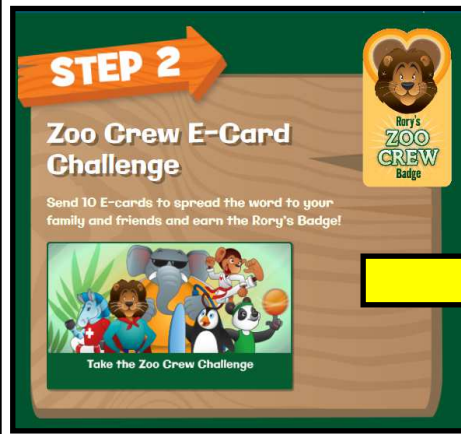 STEP 2
Rory's
ZOO
CREW
Badge
Zoo Crew E-Card
Challenge
Send 10 E-cards to spread the word to your
family and friends and earn the Rory's Badge!
Take the Zoo Crew Challenge